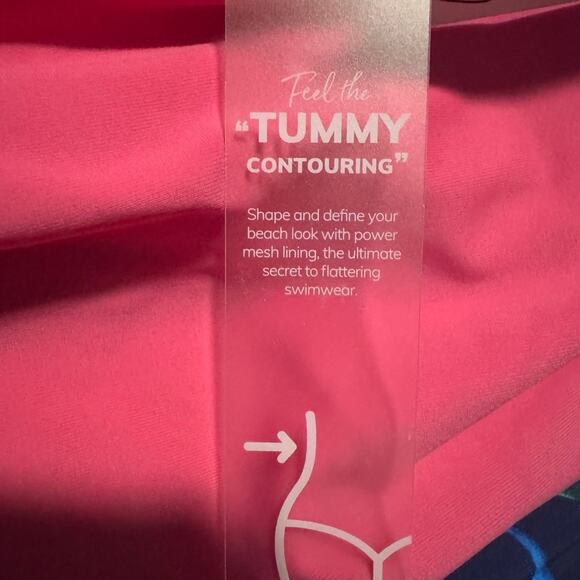 Feel the
“TUMMY
CONTOURING”
Shape and define your
beach look with power
mesh lining, the ultimate
secret to flattering
swimwear.